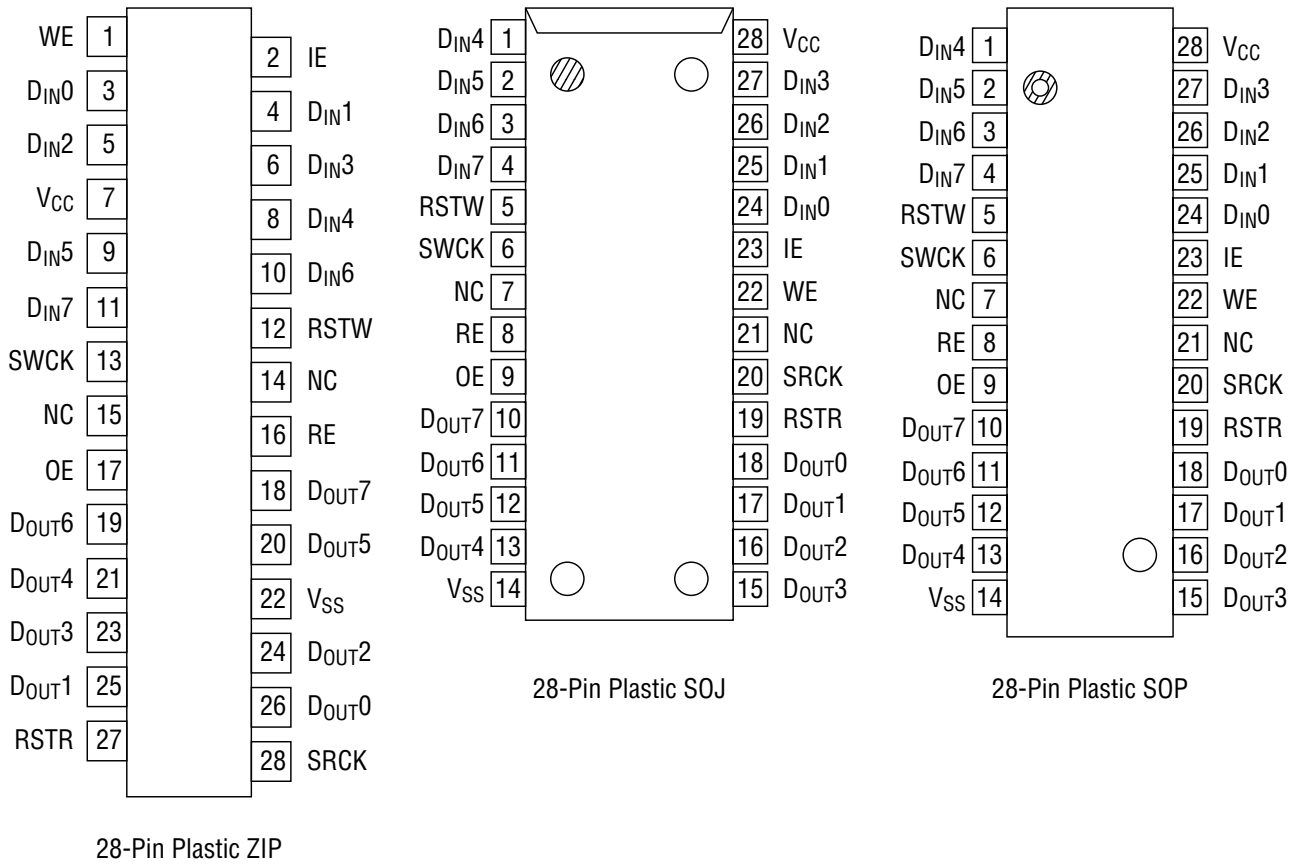 WE 1
2 IE
DIN0 3
4 DIN1
DIN2 5
6 DIN3
VCC 7
8 DIN4
DIN5 9
10 DIN6
DIN7 11
12 RSTW
SWCK 13
14 NC
NC 15
16 RE
OE 17
18 DOUT7
DOUT6 19
20 DOUT5
DOUT4 21
22 VSS
DOUT3 23
24 DOUT2
DOUT1 25
26 DOUT0
RSTR 27
28 SRCK
28-Pin Plastic ZIP
DIN4 1 28 VCC
DIN5 2 27 DIN3
DIN6 3 26 DIN2
DIN7 4 25 DIN1
RSTW 5 24 DIN0
SWCK 6 23 IE
NC 7 22 WE
RE 8 21 NC
OE 9 20 SRCK
DOUT7 10 19 RSTR
DOUT6 11 18 DOUT0
DOUT5 12 17 DOUT1
DOUT4 13 16 DOUT2
VSS 14 15 DOUT3
28-Pin Plastic SOJ
DIN4 1 28 VCC
DIN5 2 27 DIN3
DIN6 3 26 DIN2
DIN7 4 25 DIN1
RSTW 5 24 DIN0
SWCK 6 23 IE
NC 7 22 WE
RE 8 21 NC
OE 9 20 SRCK
DOUT7 10 19 RSTR
DOUT6 11 18 DOUT0
DOUT5 12 17 DOUT1
DOUT4 13 16 DOUT2
VSS 14 15 DOUT3
28-Pin Plastic SOP